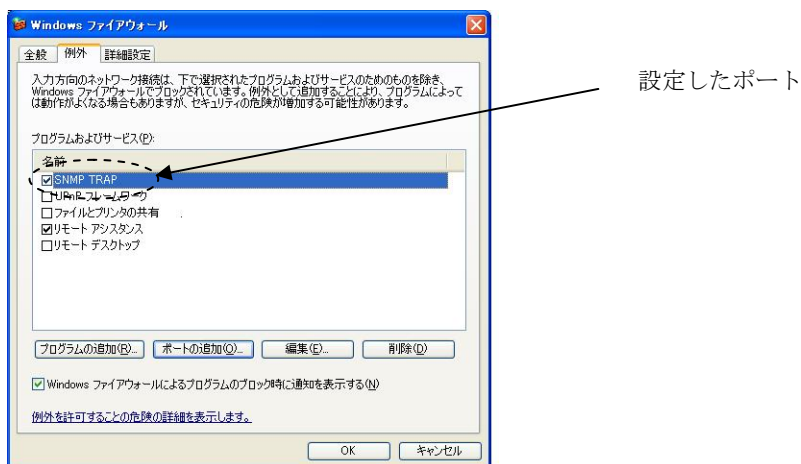 Windows ファイアウォール
全般 例外 詳細設定
設定したポート
入力方向のネットワーク接続は、下で選択されたプログラムおよびサービスのためのものを除き、
Windows ファイアウォールでブロックされています。例外として追加することにより、プログラムによって
は動作がよくなる場合もありますが、セキュリティの危険が増加する可能性があります。
プログラムおよびサービス(P):
名前
SNMP TRAP
UPnP フレームワーク
ファイルとプリンタの共有
リモート アシスタンス
リモート デスクトップ
プログラムの追加(R)... ポートの追加(O)... 編集(E)... 削除(D)
Windows ファイアウォールによるプログラムのブロック時に通知を表示する(N)
例外を許可することの危険の詳細を表示します。
OK キャンセル